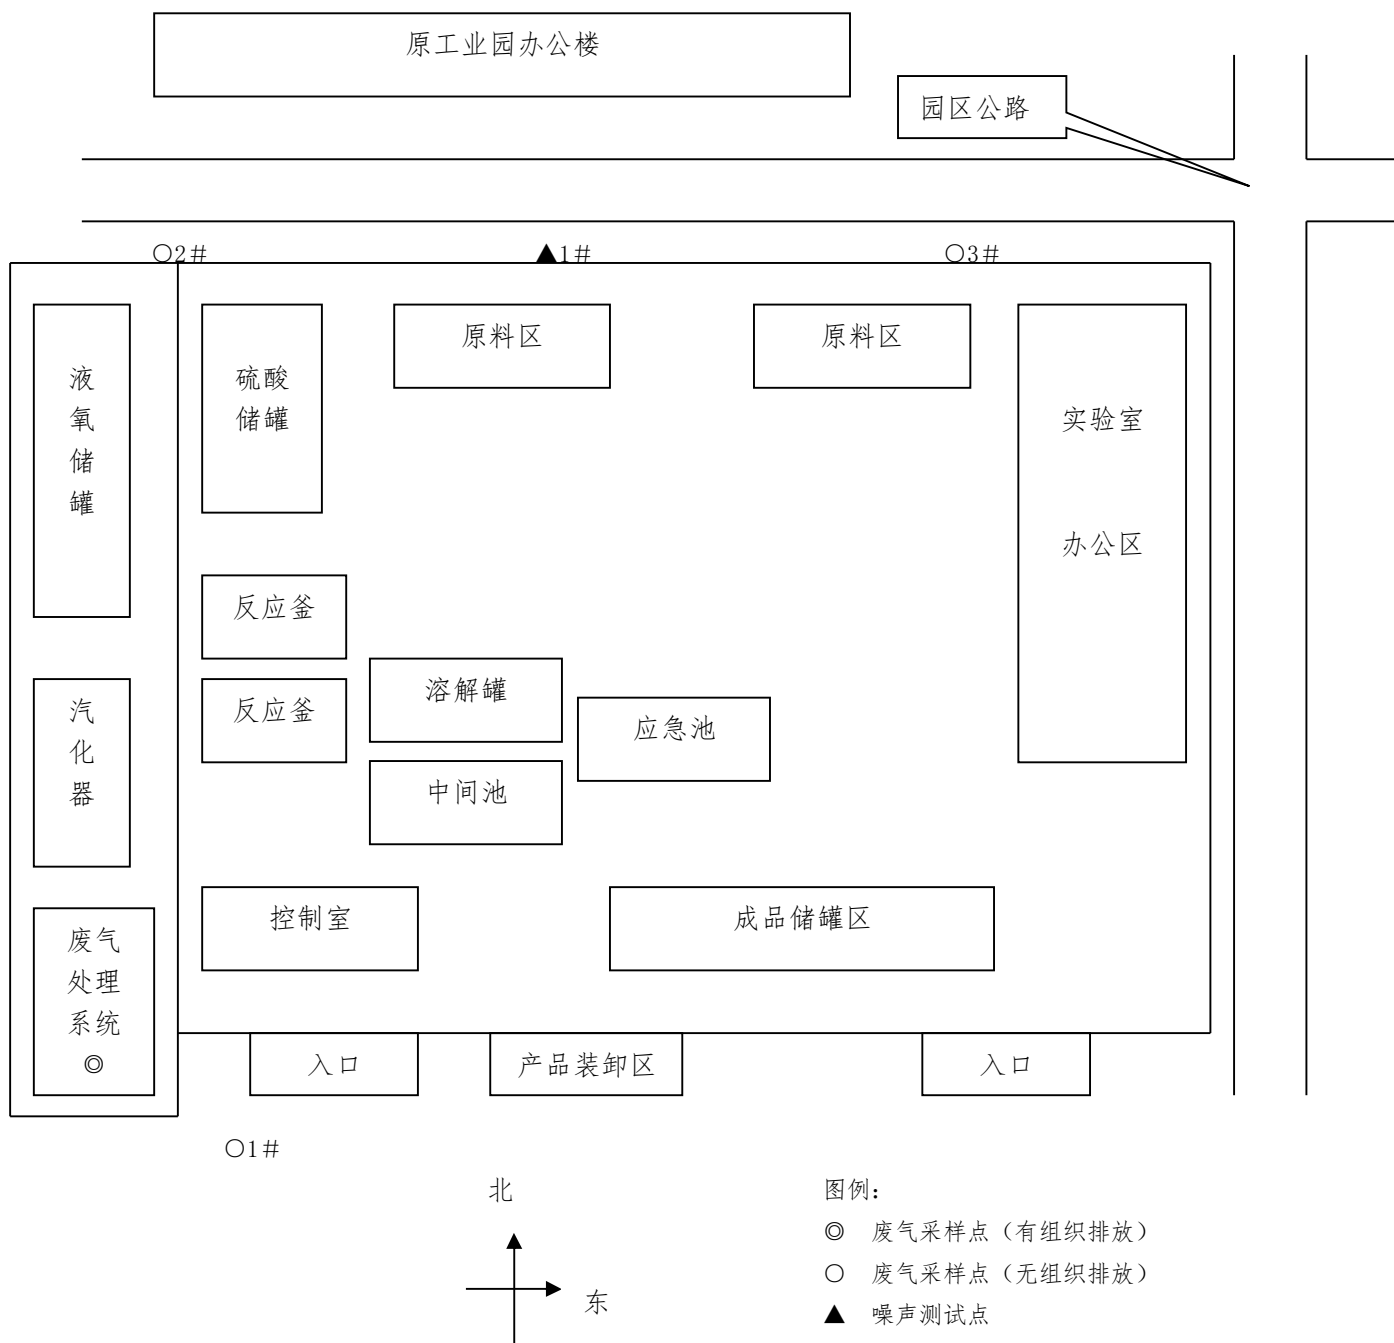 原工业园办公楼
园区公路
○2#
▲1#
○3#
液
氧
储
罐
硫酸
储罐
原料区
原料区
实验室
办公区
反应釜
反应釜
溶解罐
应急池
中间池
汽
化
器
控制室
成品储罐区
废气
处理
系统
◎
入口
产品装卸区
入口
○1#
北
东
图例:
◎ 废气采样点（有组织排放）
○ 废气采样点（无组织排放）
▲ 噪声测试点